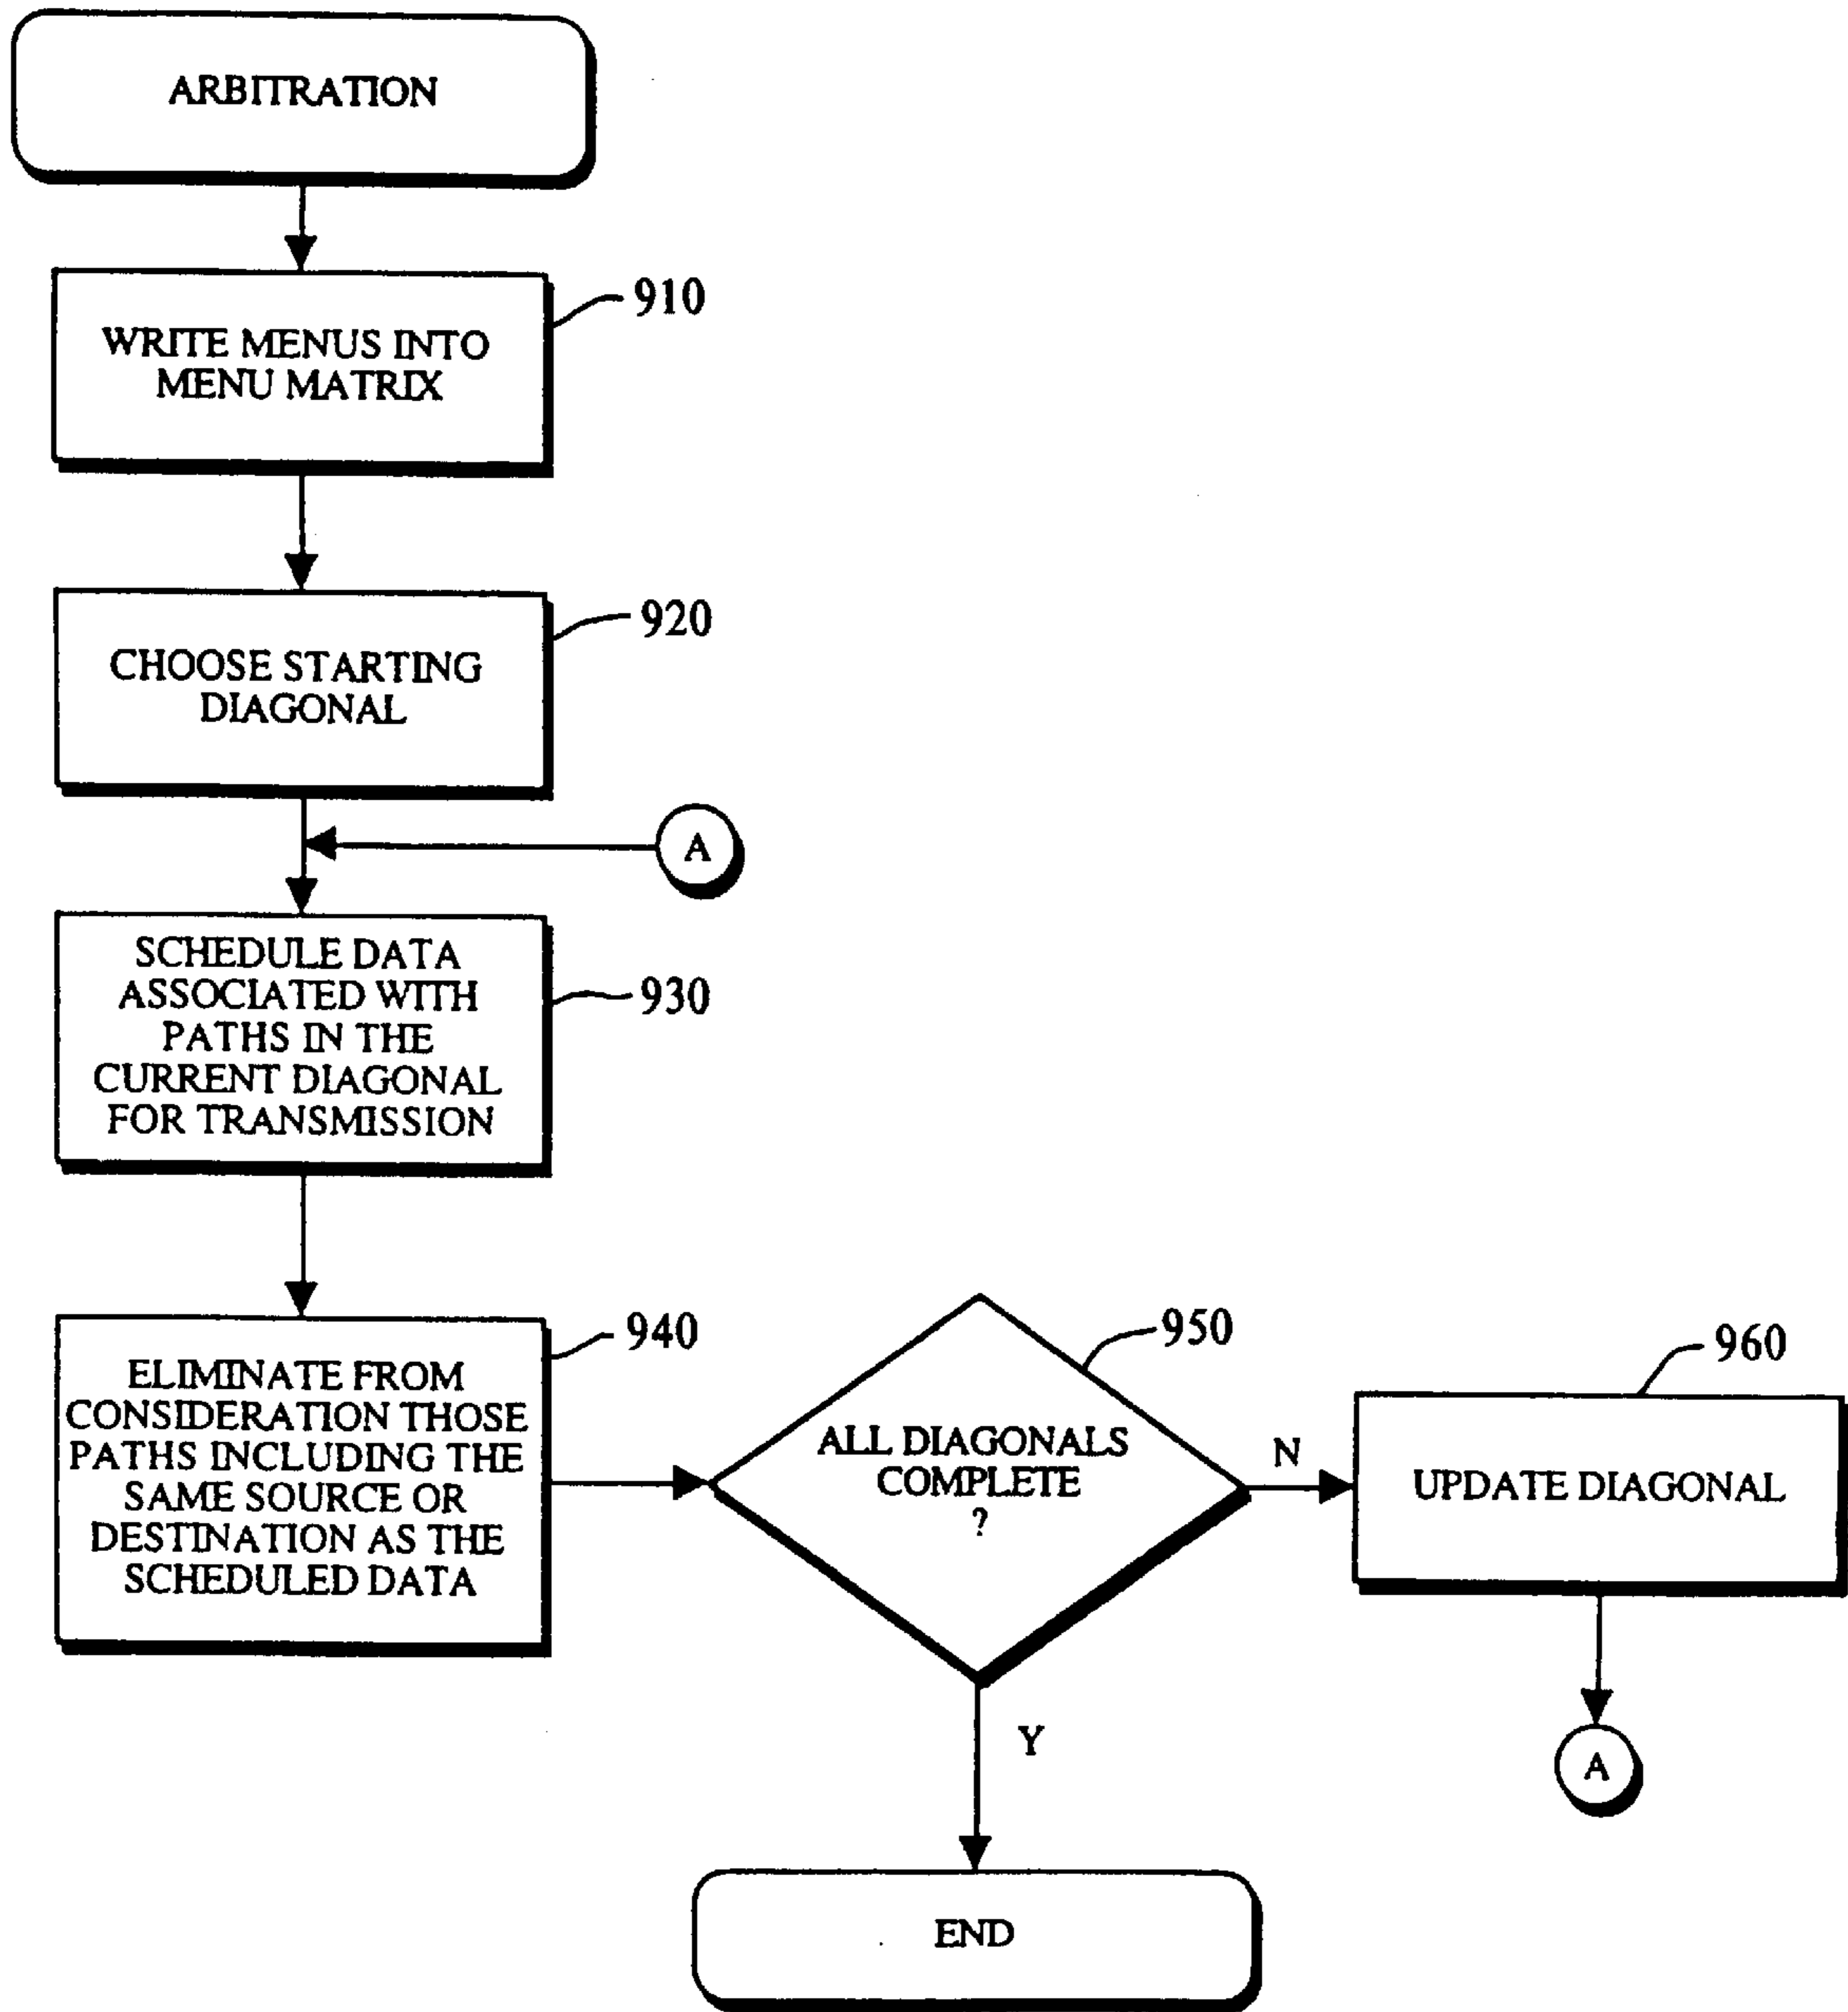 ARBITRATION
910
WRITE MENUS INTO
MENU MATRIX
920
CHOOSE STARTING
DIAGONAL
A
SCHEDULE DATA
ASSOCIATED WITH
PATHS IN THE
CURRENT DIAGONAL
FOR TRANSMISSION
930
940
ELIMINATE FROM
CONSIDERATION THOSE
PATHS INCLUDING THE
SAME SOURCE OR
DESTINATION AS THE
SCHEDULED DATA
950
ALL DIAGONALS
COMPLETE
?
N
960
UPDATE DIAGONAL
Y
A
END